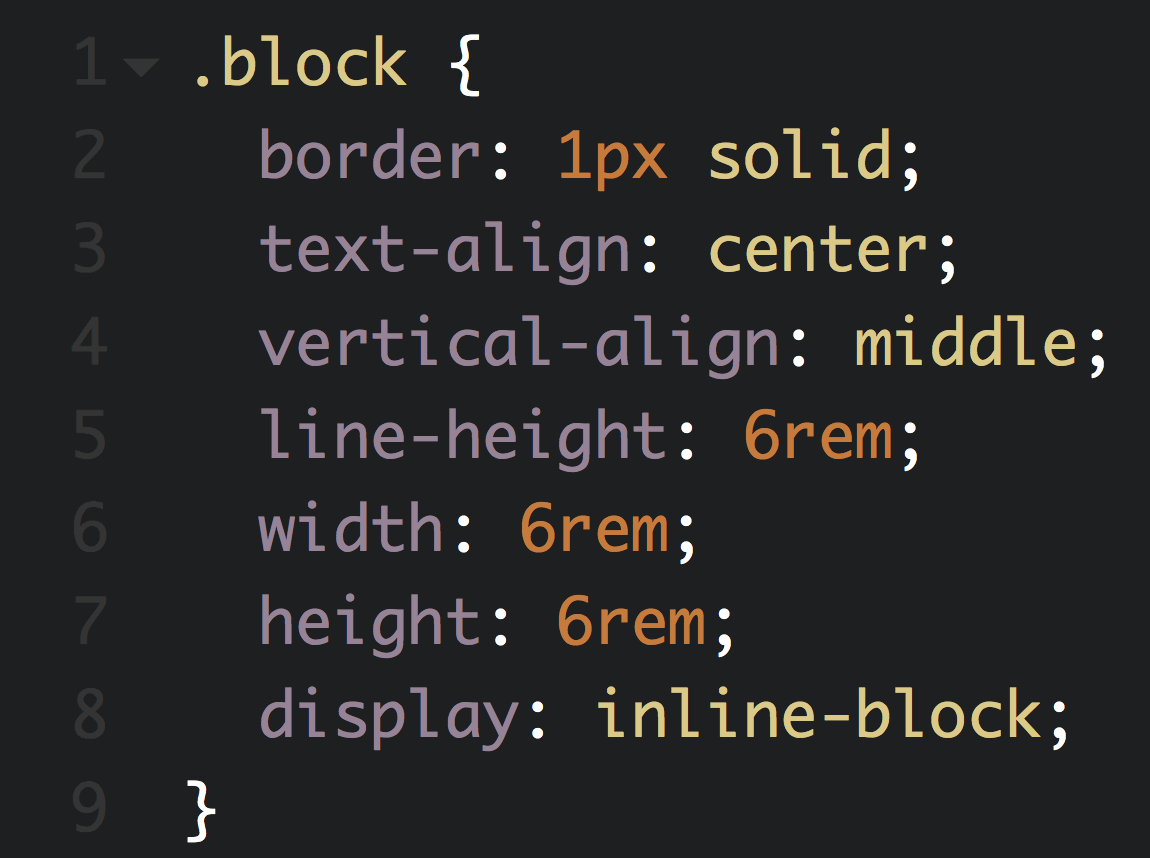 1 .block {
2 border: 1px solid;
3 text-align: center;
4 vertical-align: middle;
5 line-height: 6rem;
6 width: 6rem;
7 height: 6rem;
8 display: inline-block;
9 }